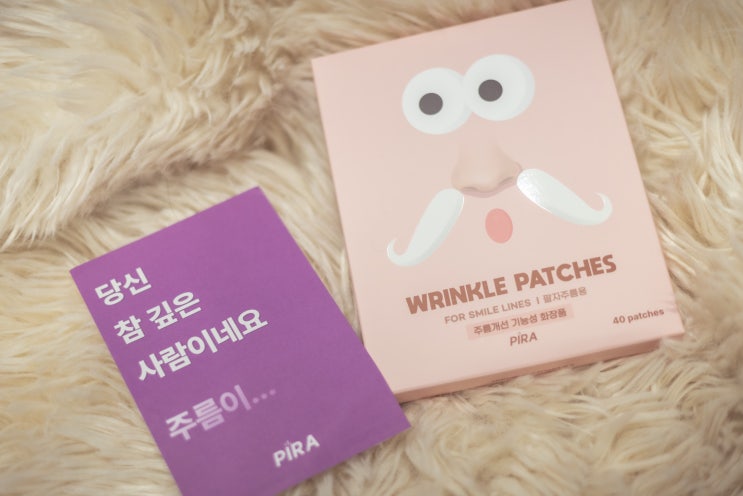 당신
참 깊은
사람이네요
주름이...
PiRA
WRINKLE PATCHES
FOR SMILE LINES | 팔자주름용
주름개선 기능성 화장품
PiRA
40 patches